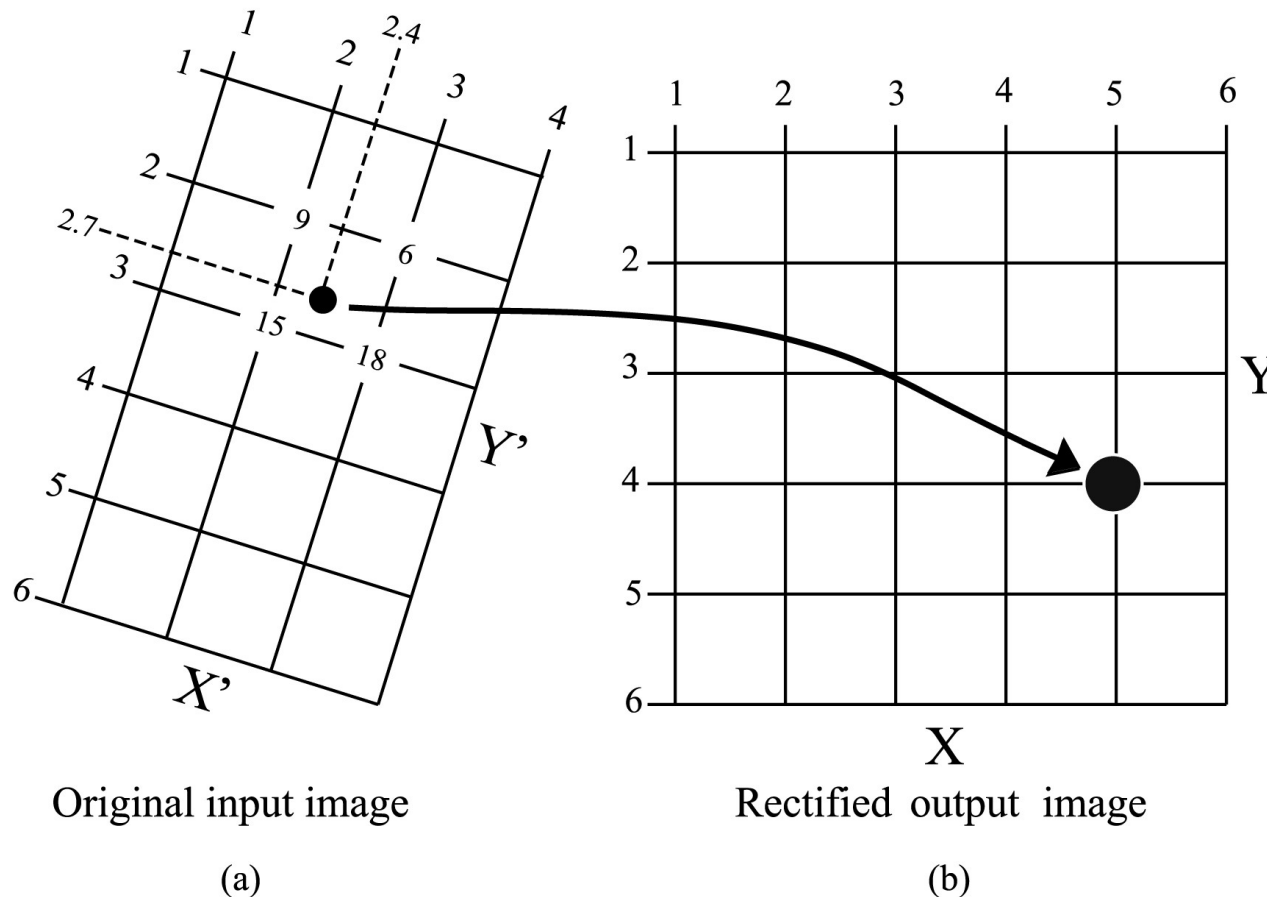 1 2 2.4 3 4
1
2
2.7
3
4
5
6
9 6
15 18
Y’
X’
1 2 3 4 5 6
1
2
3
4
5
6
Y
X
Original input image
Rectified output image
(a)
(b)